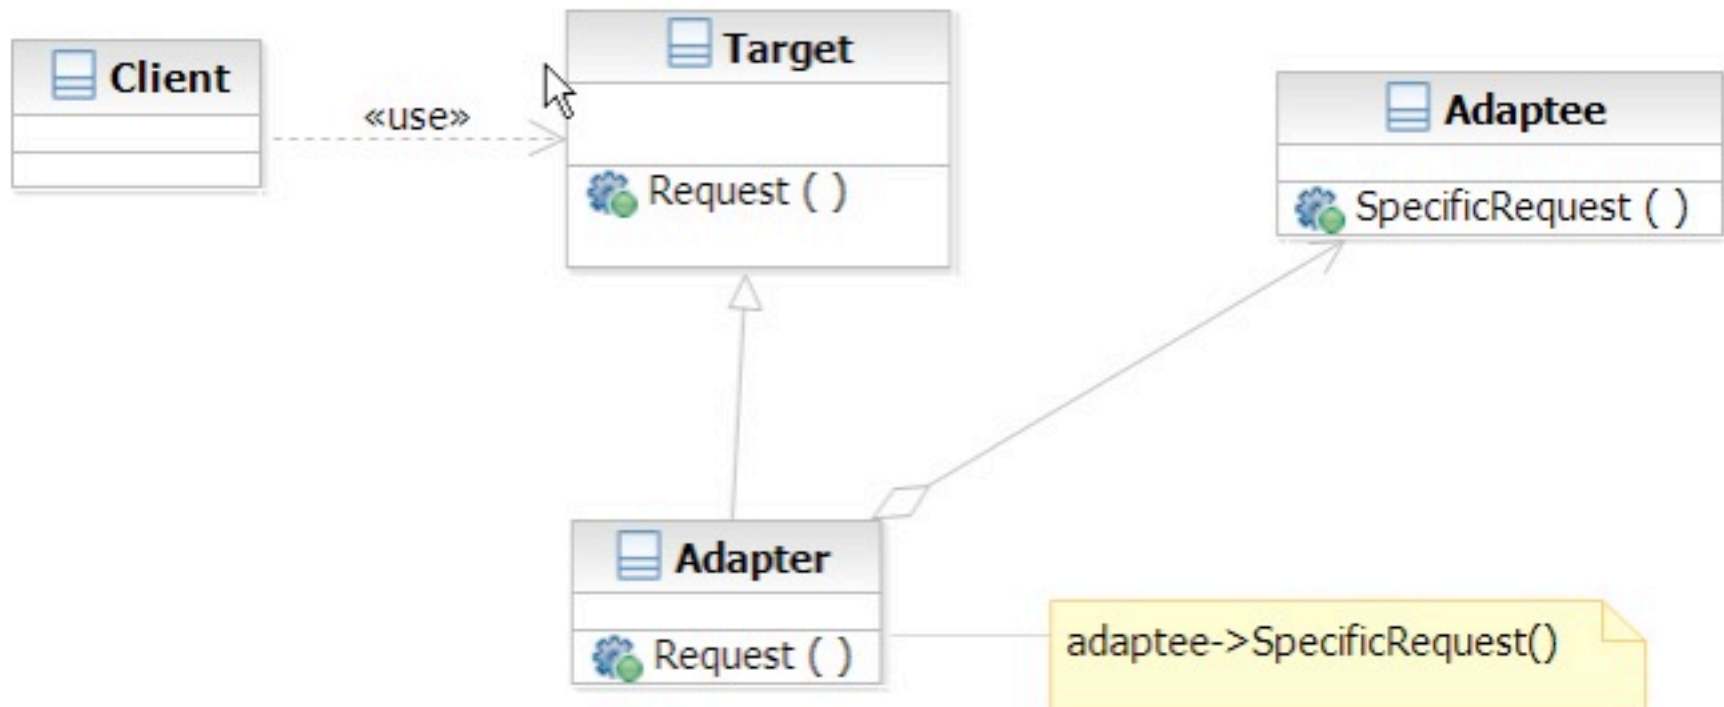 Client
«use»
Target
Request ( )
Adaptee
SpecificRequest ( )
Adapter
Request ( )
adaptee->SpecificRequest()